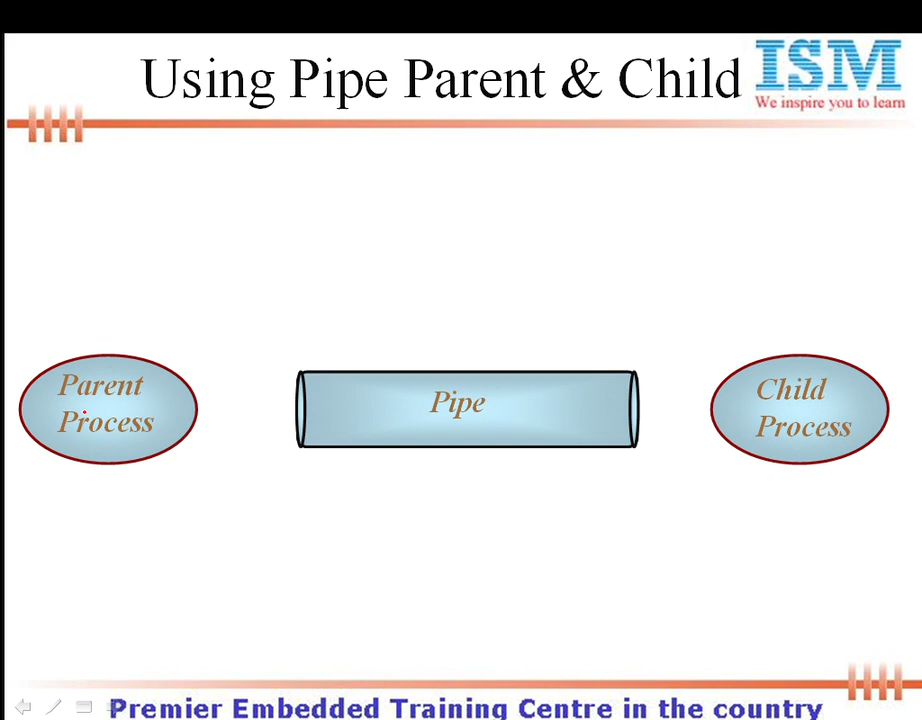 Using Pipe Parent & Child
ISM
We inspire you to learn
Parent
Process
Pipe
Child
Process
Premier Embedded Training Centre in the country